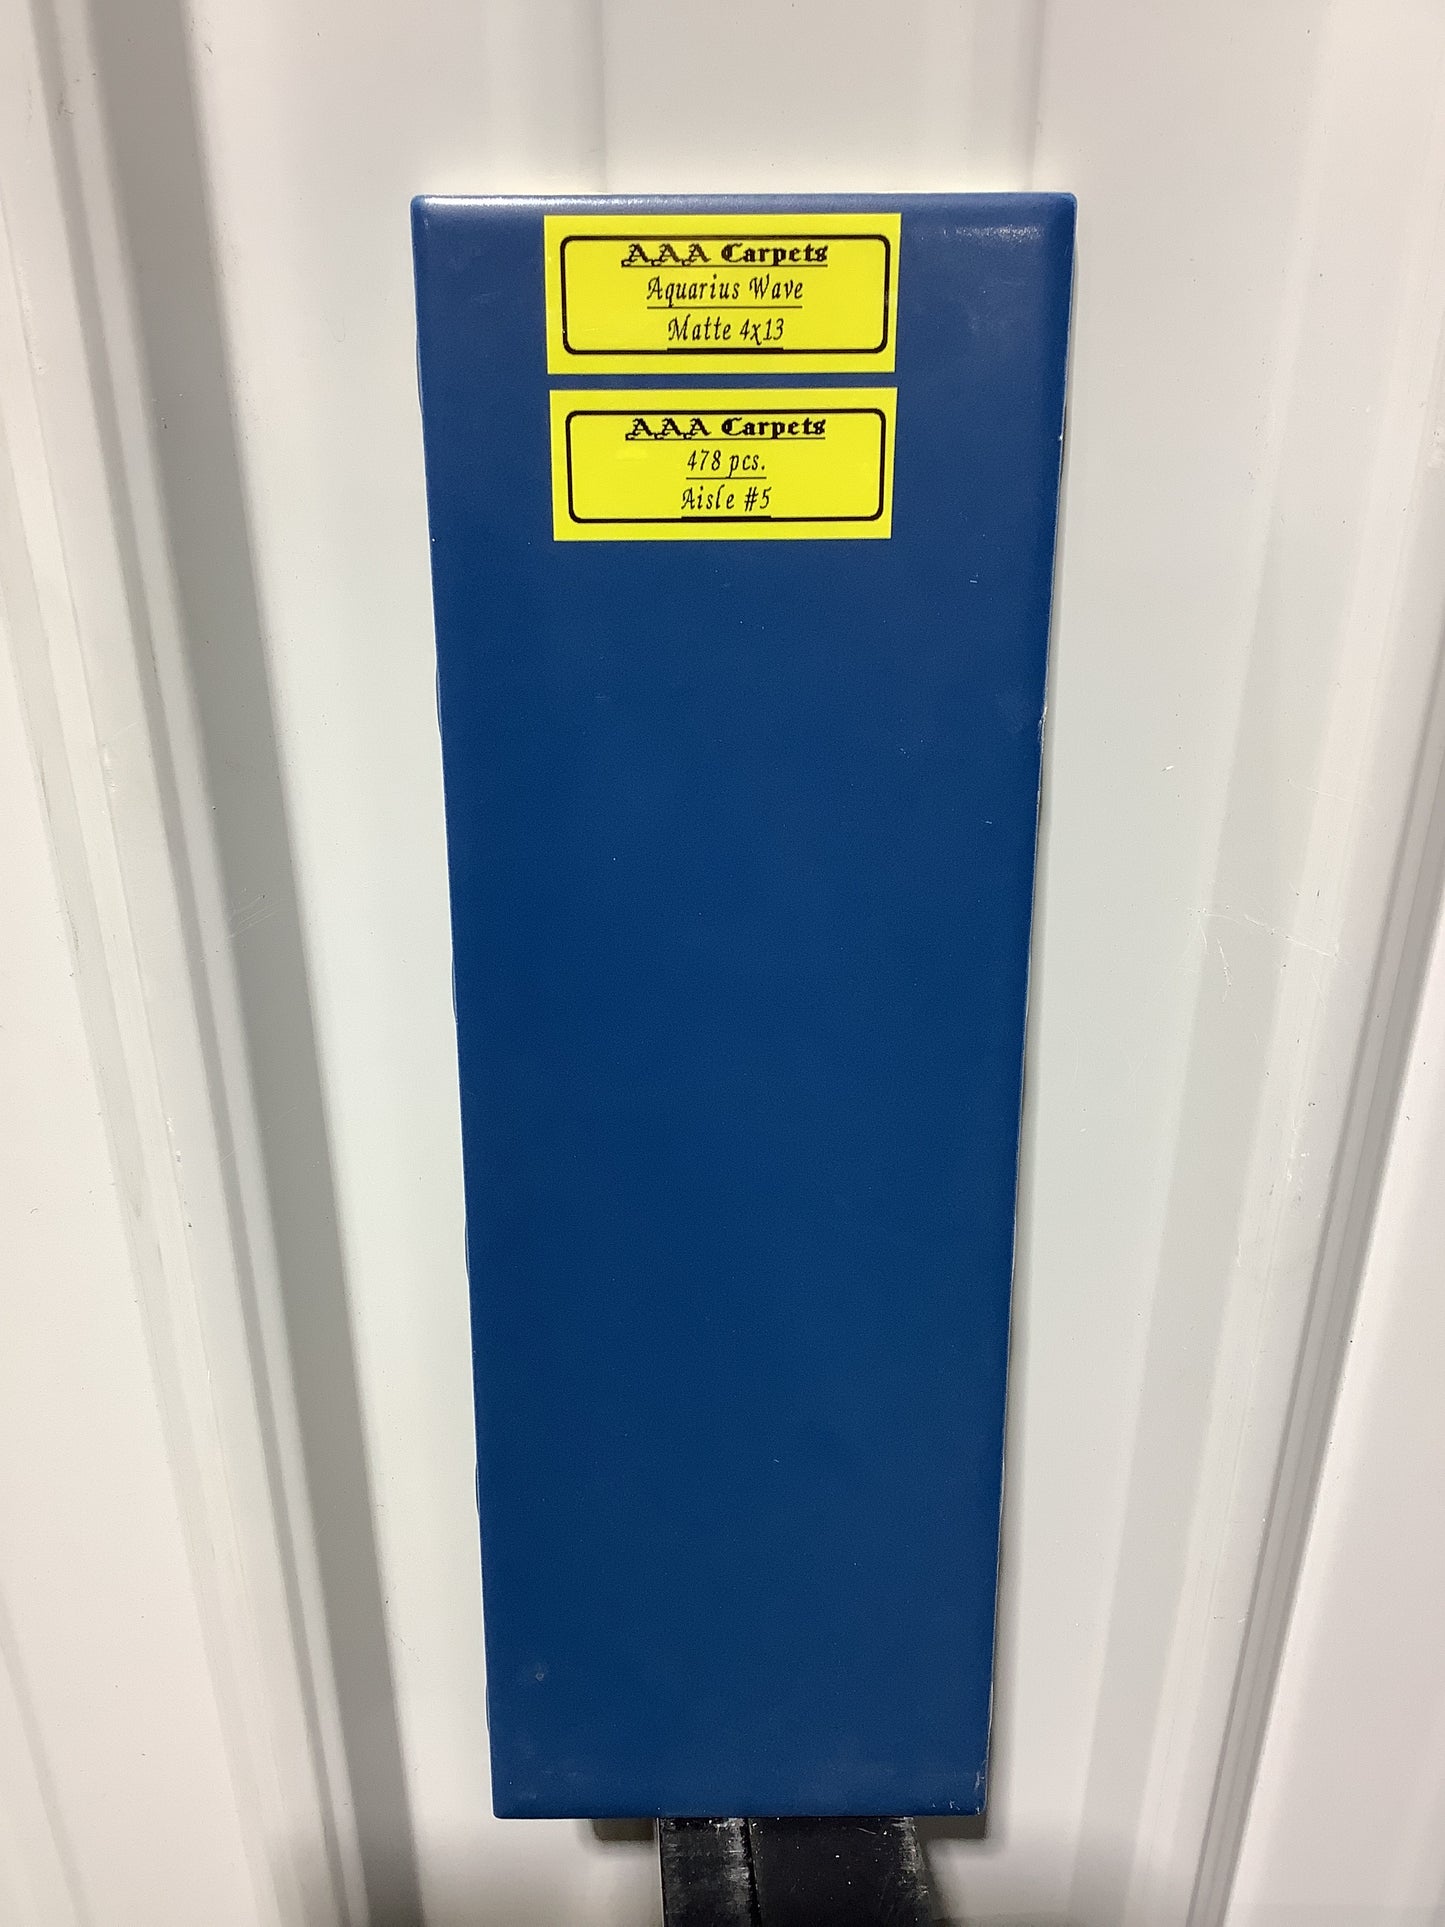 AAA Carpets
Aquarius Wave
Matte 4x13
AAA Carpets
478 pcs.
Aisle #5